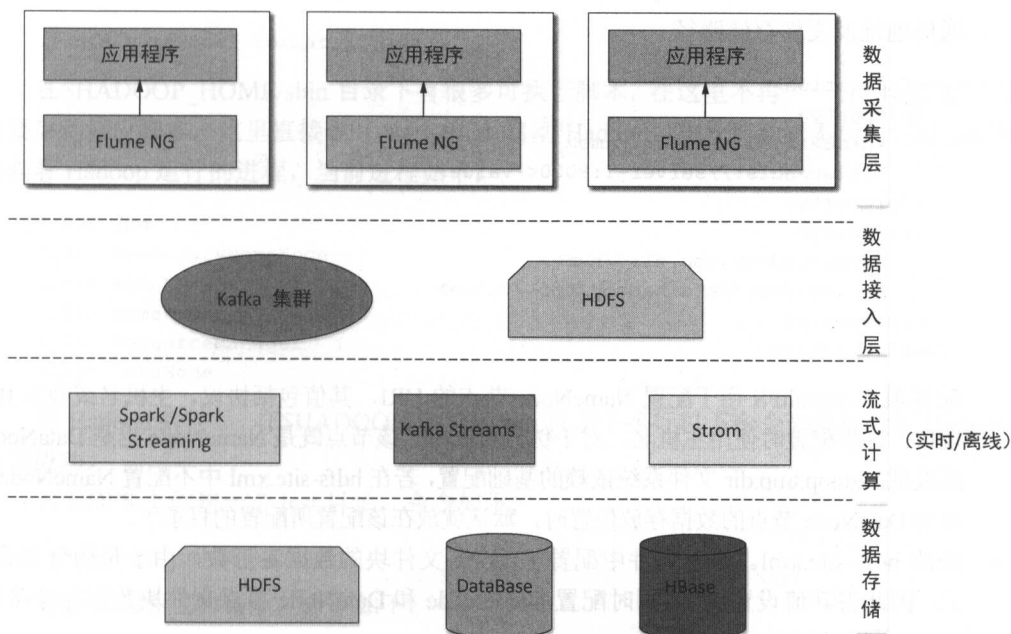 应用程序
应用程序
应用程序
Flume NG
Flume NG
Flume NG
数据采集层
Kafka 集群
HDFS
数据接入层
Spark /Spark
Streaming
Kafka Streams
Strom
流式计算
(实时/离线)
HDFS
DataBase
HBase
数据存储